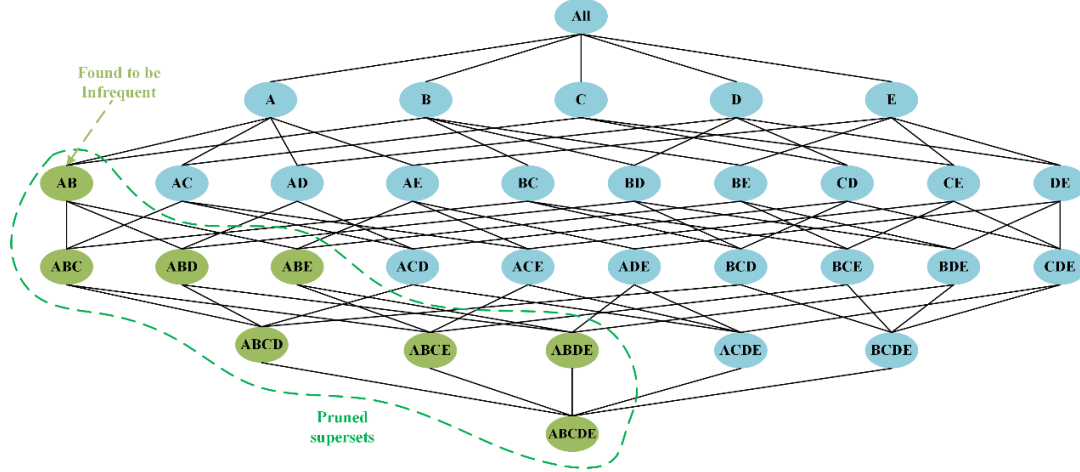 All
Found to be
Infrequent
A
B
C
D
E
AB
AC
AD
AE
BC
BD
BE
CD
CE
DE
ABC
ABD
ABE
ACD
ACE
ADE
BCD
BCE
BDE
CDE
ABCD
ABCE
ABDE
ACDE
BCDE
Pruned
supersets
ABCDE